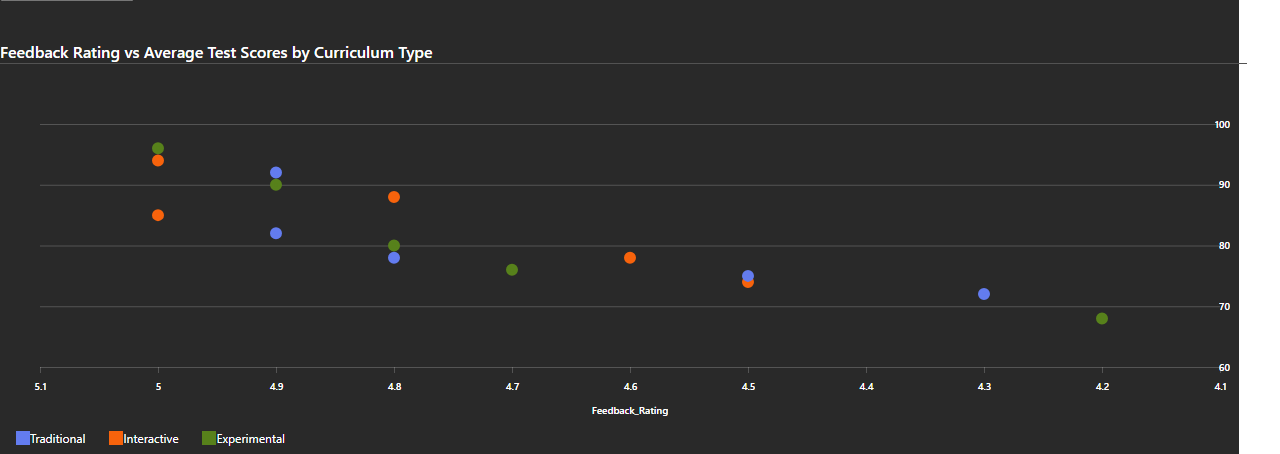 Feedback Rating vs Average Test Scores by Curriculum Type
100
90
80
70
60
5.1 5 4.9 4.8 4.7 4.6 4.5 4.4 4.3 4.2 4.1
Feedback_Rating
Traditional Interactive Experimental